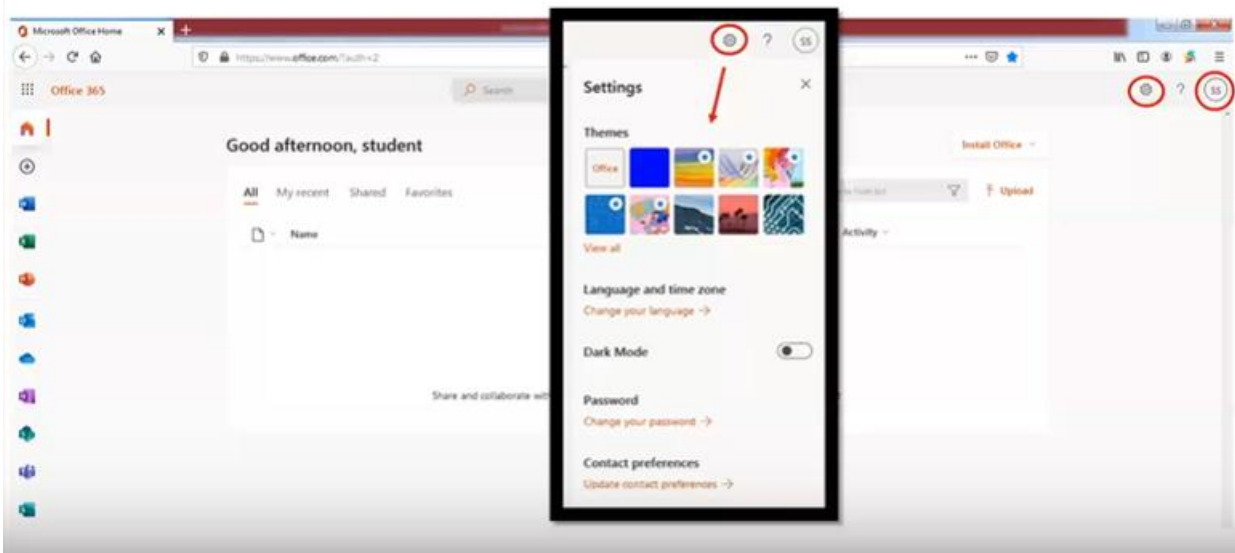 Microsoft Office Home
https://www.office.com/?auth=2
Office 365
Search
SS
Good afternoon, student
Install Office
All My recent Shared Favorites
Upload
Name
Activity
Share and collaborate with
? SS
Settings
Themes
Office
View all
Language and time zone
Change your language →
Dark Mode
Password
Change your password →
Contact preferences
Update contact preferences →